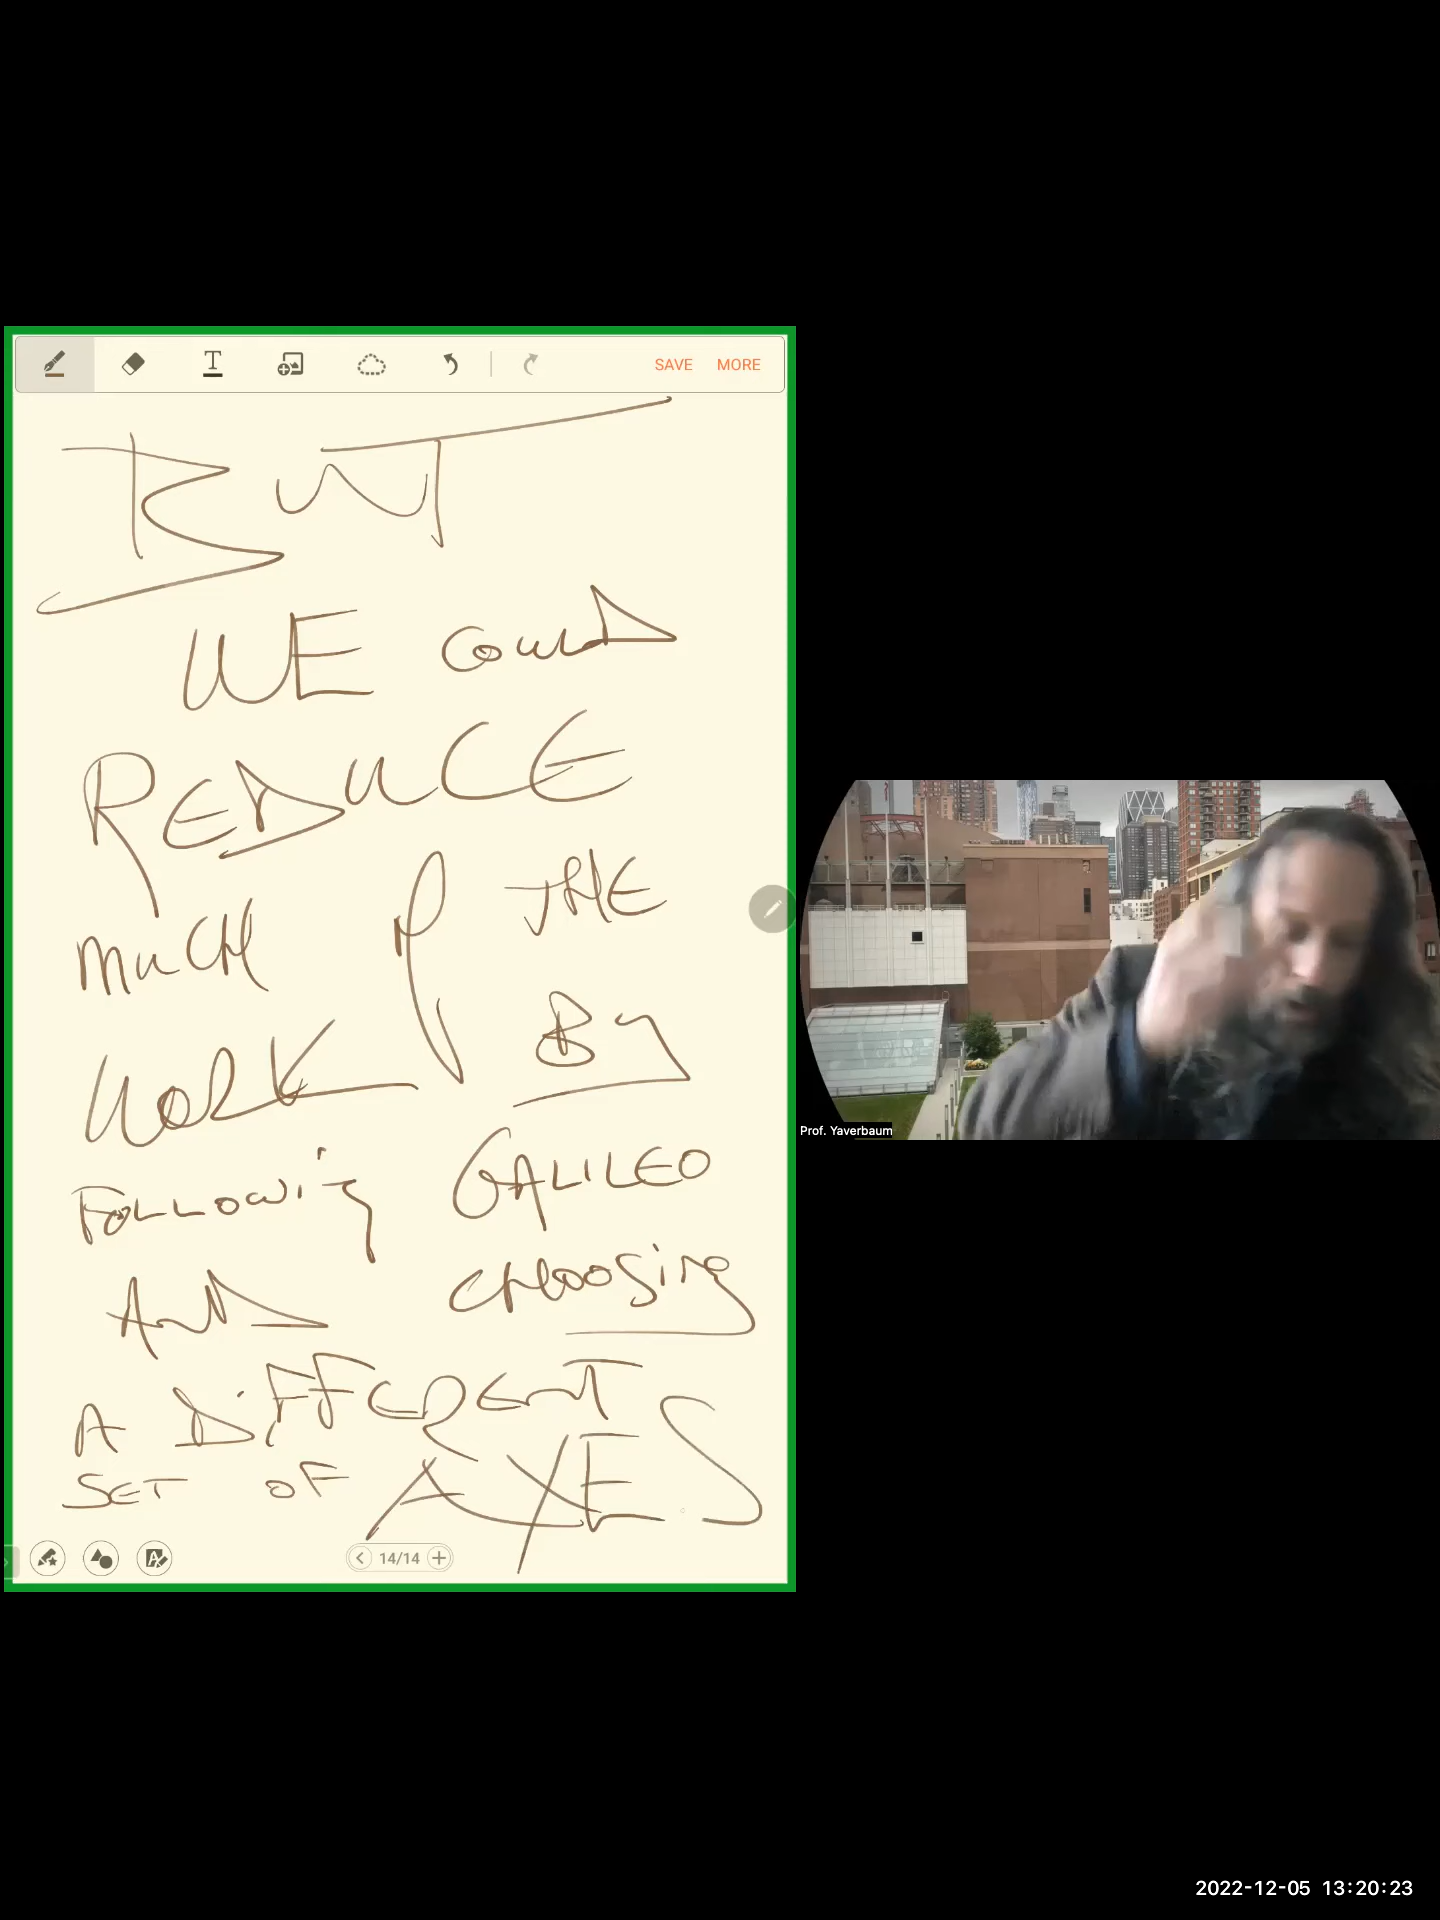 SAVE MORE
BUT
WE COULD
REDUCE
MUCH OF THE
WORK BY
FOLLOWING GALILEO
AND CHOOSING
A DIFFERENT
SET OF AXES
14/14
Prof. Yaverbaum
2022-12-05 13:20:23